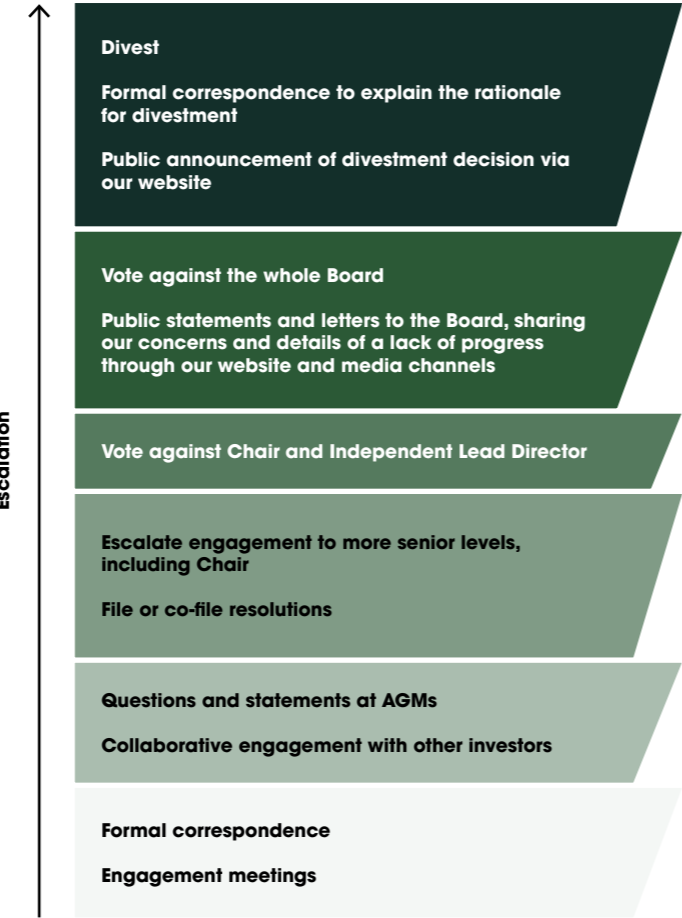 Divest
Formal correspondence to explain the rationale
for divestment
Public announcement of divestment decision via
our website
Vote against the whole Board
Public statements and letters to the Board, sharing
our concerns and details of a lack of progress
through our website and media channels
Vote against Chair and Independent Lead Director
Escalation
Escalate engagement to more senior levels,
including Chair
File or co-file resolutions
Questions and statements at AGMs
Collaborative engagement with other investors
Formal correspondence
Engagement meetings